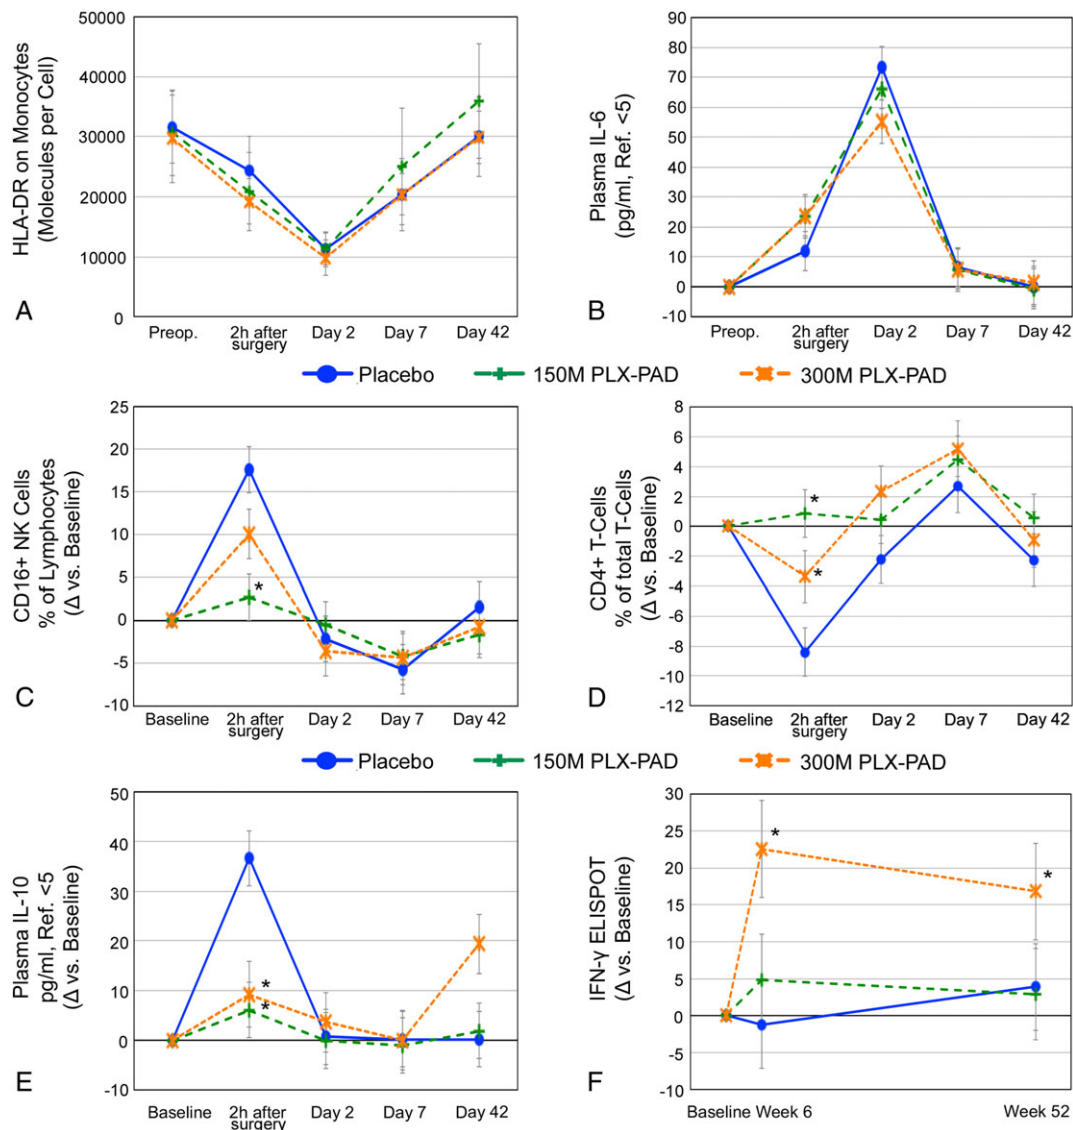 HLA-DR on Monocytes
(Molecules per Cell)
50000
40000
30000
20000
10000
0
A
Preop.
2h after
surgery
Day 2
Day 7
Day 42
Plasma IL-6
(pg/ml, Ref. <5)
90
80
70
60
50
40
30
20
10
0
-10
B
Preop.
2h after
surgery
Day 2
Day 7
Day 42
Placebo
150M PLX-PAD
300M PLX-PAD
CD16+ NK Cells
% of Lymphocytes
(Δ vs. Baseline)
25
20
15
10
5
0
-5
-10
*
C
Baseline
2h after
surgery
Day 2
Day 7
Day 42
CD4+ T-Cells
% of total T-Cells
(Δ vs. Baseline)
8
6
4
2
0
-2
-4
-6
-8
-10
-12
*
*
D
Baseline
2h after
surgery
Day 2
Day 7
Day 42
Placebo
150M PLX-PAD
300M PLX-PAD
Plasma IL-10
pg/ml, Ref. <5
(Δ vs. Baseline)
50
40
30
20
10
0
-10
*
*
E
Baseline
2h after
surgery
Day 2
Day 7
Day 42
IFN-γ ELISPOT
(Δ vs. Baseline)
30
25
20
15
10
5
0
-5
-10
*
*
F
Baseline Week 6
Week 52